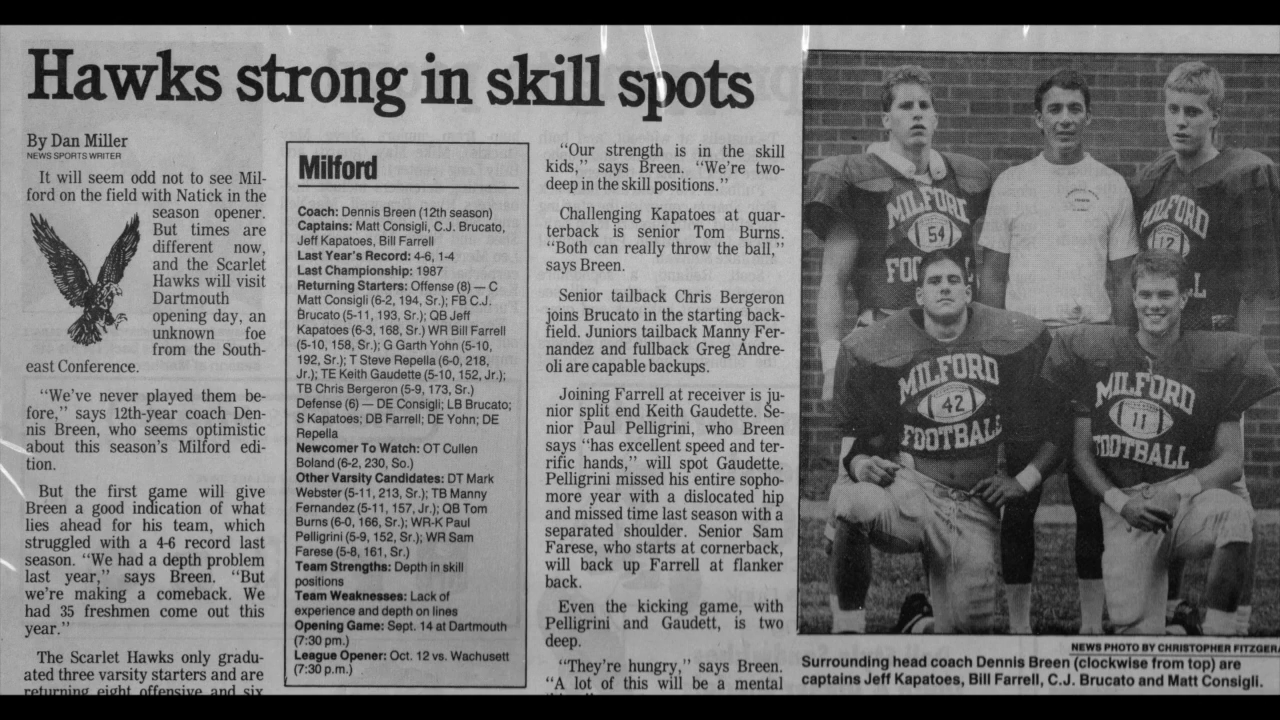 Hawks strong in skill spots
By Dan Miller
NEWS SPORTS WRITER
It will seem odd not to see Mil-
ford on the field with Natick in the
season opener.
But times are
different now,
and the Scarlet
Hawks will visit
Dartmouth
opening day, an
unknown foe
from the South-
east Conference.
“We’ve never played them be-
fore,” says 12th-year coach Den-
nis Breen, who seems optimistic
about this season’s Milford edi-
tion.
But the first game will give
Breen a good indication of what
lies ahead for his team, which
struggled with a 4-6 record last
season. “We had a depth problem
last year,” says Breen. “But
we’re making a comeback. We
had 35 freshmen come out this
year.”
The Scarlet Hawks only gradu-
ated three varsity starters and are
returning eight offensive and six
Milford
Coach: Dennis Breen (12th season)
Captains: Matt Consigli, C.J. Brucato,
Jeff Kapatoes, Bill Farrell
Last Year’s Record: 4-6, 1-4
Last Championship: 1987
Returning Starters: Offense (8) — C
Matt Consigli (6-2, 194, Sr.); FB C.J.
Brucato (5-11, 193, Sr.); QB Jeff
Kapatoes (6-3, 168, Sr.) WR Bill Farrell
(5-10, 158, Sr.); G Garth Yohn (5-10,
192, Sr.); T Steve Repella (6-0, 218,
Jr.); TE Keith Gaudette (5-10, 152, Jr.);
TB Chris Bergeron (5-9, 173, Sr.)
Defense (6) — DE Consigli; LB Brucato;
S Kapatoes; DB Farrell; DE Yohn; DE
Repella
Newcomer To Watch: OT Cullen
Boland (6-2, 230, So.)
Other Varsity Candidates: DT Mark
Webster (5-11, 213, Sr.); TB Manny
Fernandez (5-11, 157, Jr.); QB Tom
Burns (6-0, 166, Sr.); WR-K Paul
Pelligrini (5-9, 152, Sr.); WR Sam
Farese (5-8, 161, Sr.)
Team Strengths: Depth in skill
positions
Team Weaknesses: Lack of
experience and depth on lines
Opening Game: Sept. 14 at Dartmouth
(7:30 pm.)
League Opener: Oct. 12 vs. Wachusett
(7:30 p.m.)
“Our strength is in the skill
kids,” says Breen. “We’re two-
deep in the skill positions.”
Challenging Kapatoes at quar-
terback is senior Tom Burns.
“Both can really throw the ball,”
says Breen.
Senior tailback Chris Bergeron
joins Brucato in the starting back-
field. Juniors tailback Manny Fer-
nandez and fullback Greg Andre-
oli are capable backups.
Joining Farrell at receiver is ju-
nior split end Keith Gaudette. Se-
nior Paul Pelligrini, who Breen
says “has excellent speed and ter-
rific hands,” will spot Gaudette.
Pelligrini missed his entire sopho-
more year with a dislocated hip
and missed time last season with a
separated shoulder. Senior Sam
Farese, who starts at cornerback,
will back up Farrell at flanker
back.
Even the kicking game, with
Pelligrini and Gaudett, is two
deep.
“They’re hungry,” says Breen.
“A lot of this will be a mental
MILFORD
54
FOO
LL
MILFORD
12
LL
MILFORD
42
FOOTBALL
MILFORD
11
FOOTBALL
NEWS PHOTO BY CHRISTOPHER FITZGERA
Surrounding head coach Dennis Breen (clockwise from top) are
captains Jeff Kapatoes, Bill Farrell, C.J. Brucato and Matt Consigli.